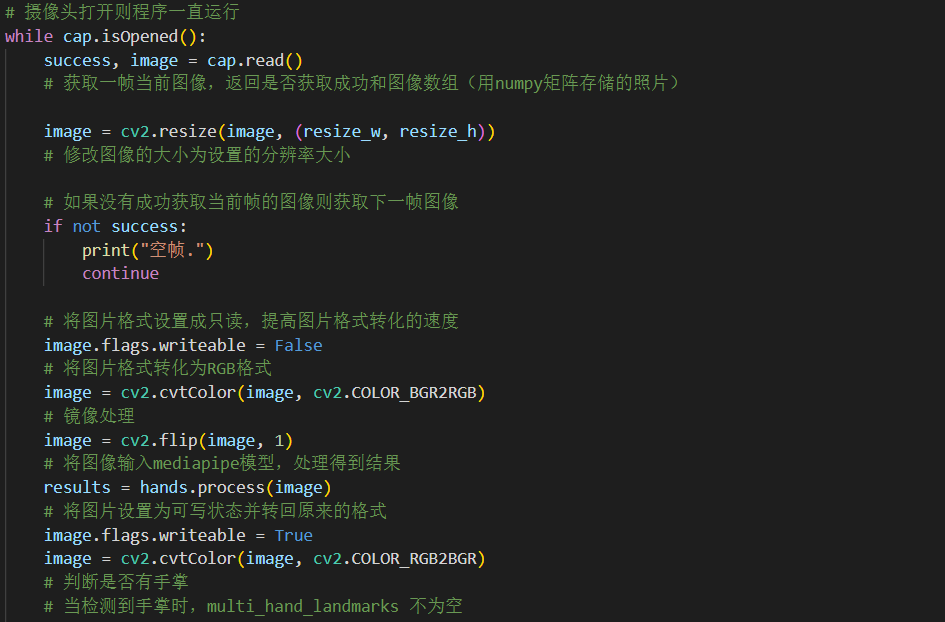 # 摄像头打开则程序一直运行
while cap.isOpened():
success, image = cap.read()
# 获取一帧当前图像，返回是否获取成功和图像数组（用numpy矩阵存储的照片）
image = cv2.resize(image, (resize_w, resize_h))
# 修改图像的大小为设置的分辨率大小
# 如果没有成功获取当前帧的图像则获取下一帧图像
if not success:
print("空帧.")
continue
# 将图片格式设置成只读，提高图片格式转化的速度
image.flags.writeable = False
# 将图片格式转化为RGB格式
image = cv2.cvtColor(image, cv2.COLOR_BGR2RGB)
# 镜像处理
image = cv2.flip(image, 1)
# 将图像输入mediapipe模型，处理得到结果
results = hands.process(image)
# 将图片设置为可写状态并转回原来的格式
image.flags.writeable = True
image = cv2.cvtColor(image, cv2.COLOR_RGB2BGR)
# 判断是否有手掌
# 当检测到手掌时，multi_hand_landmarks 不为空